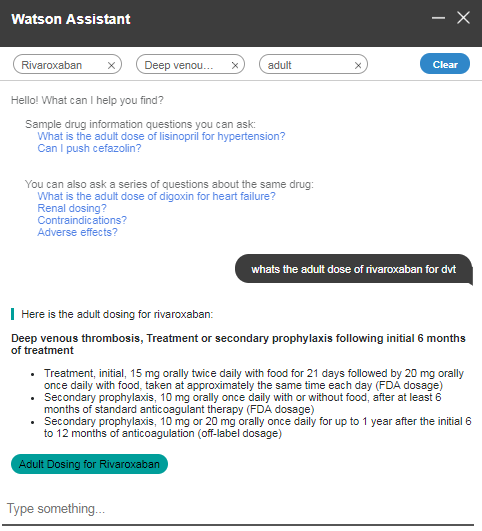 Watson Assistant
Rivaroxaban × Deep venou... × adult × Clear
Hello! What can I help you find?
Sample drug information questions you can ask:
What is the adult dose of lisinopril for hypertension?
Can I push cefazolin?
You can also ask a series of questions about the same drug:
What is the adult dose of digoxin for heart failure?
Renal dosing?
Contraindications?
Adverse effects?
whats the adult dose of rivaroxaban for dvt
Here is the adult dosing for rivaroxaban:
Deep venous thrombosis, Treatment or secondary prophylaxis following initial 6 months
of treatment
• Treatment, initial, 15 mg orally twice daily with food for 21 days followed by 20 mg orally
once daily with food, taken at approximately the same time each day (FDA dosage)
• Secondary prophylaxis, 10 mg orally once daily with or without food, after at least 6
months of standard anticoagulant therapy (FDA dosage)
• Secondary prophylaxis, 10 mg or 20 mg orally once daily for up to 1 year after the initial 6
to 12 months of anticoagulation (off-label dosage)
Adult Dosing for Rivaroxaban
Type something...